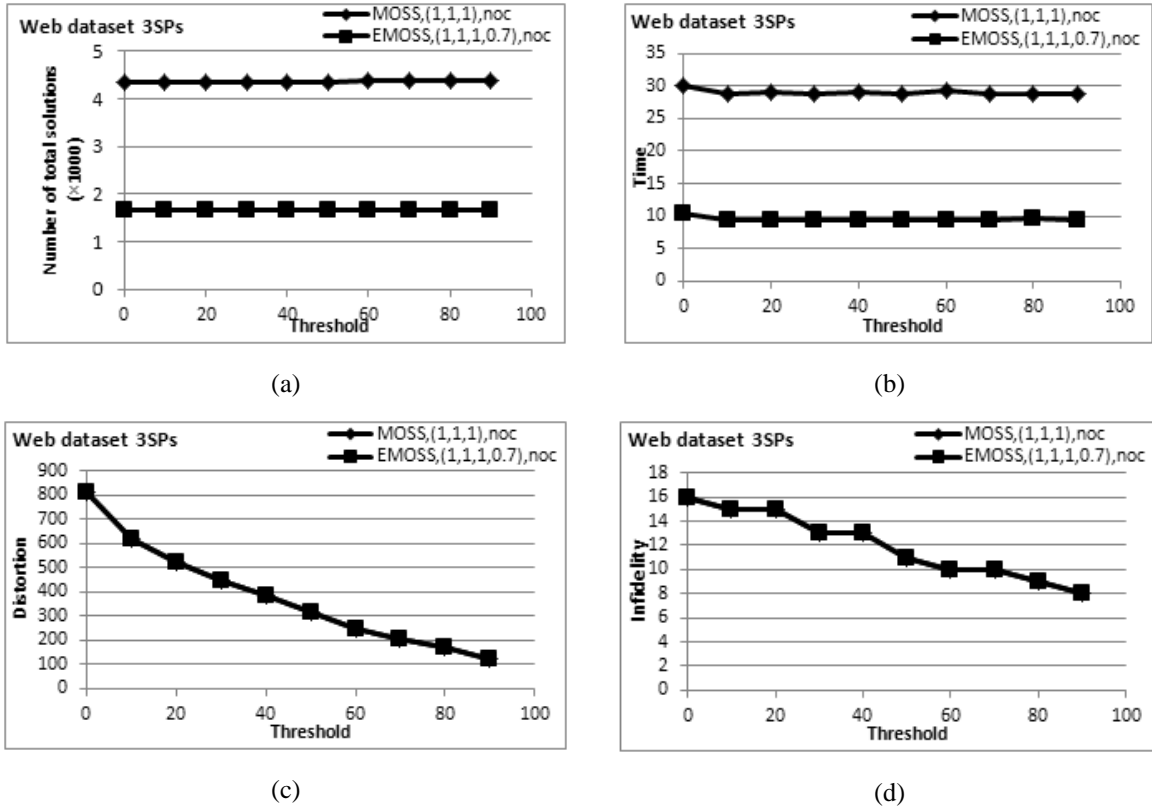 Web dataset 3SPs
MOSS,(1,1,1),noc
EMOSS,(1,1,1,0.7),noc
Number of total solutions
(×1000)
5
4
3
2
1
0
0 20 40 60 80 100
Threshold
(a)
Web dataset 3SPs
MOSS,(1,1,1),noc
EMOSS,(1,1,1,0.7),noc
Time
35
30
25
20
15
10
5
0
0 20 40 60 80 100
Threshold
(b)
Web dataset 3SPs
MOSS,(1,1,1),noc
EMOSS,(1,1,1,0.7),noc
Distortion
900
800
700
600
500
400
300
200
100
0
0 20 40 60 80 100
Threshold
(c)
Web dataset 3SPs
MOSS,(1,1,1),noc
EMOSS,(1,1,1,0.7),noc
Infidelity
18
16
14
12
10
8
6
4
2
0
0 20 40 60 80 100
Threshold
(d)